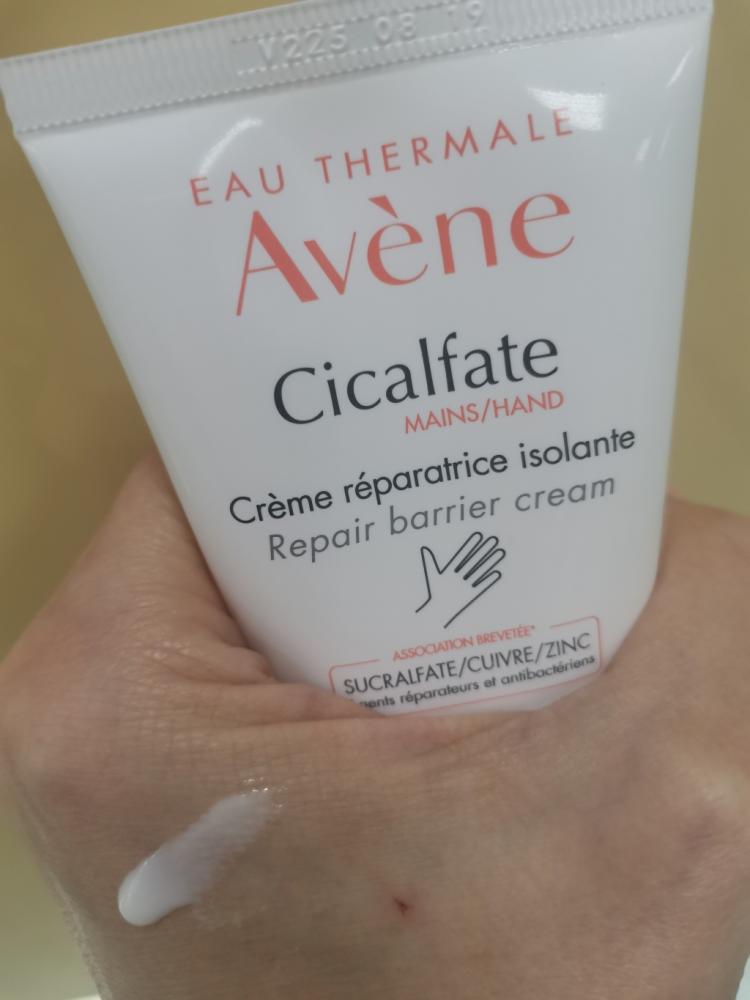 V225 08 19
EAU THERMALE
Avène
Cicalfate
MAINS/HAND
Crème réparatrice isolante
Repair barrier cream
ASSOCIATION BREVETÉE*
SUCRALFATE/CUIVRE/ZINC
réparateurs et antibactériens